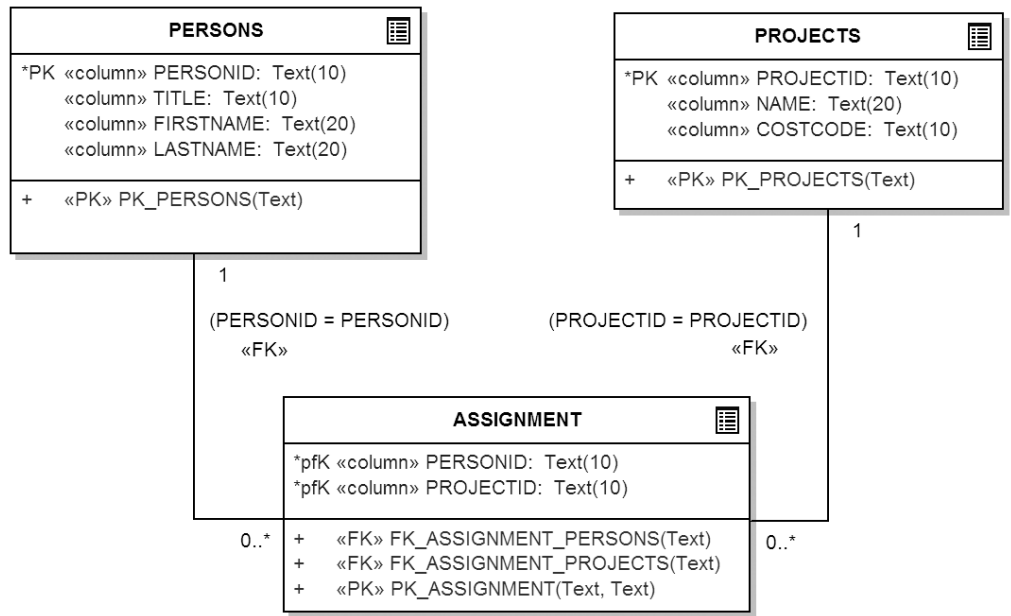 PERSONS
*PK «column» PERSONID: Text(10)
«column» TITLE: Text(10)
«column» FIRSTNAME: Text(20)
«column» LASTNAME: Text(20)
+ «PK» PK_PERSONS(Text)
PROJECTS
*PK «column» PROJECTID: Text(10)
«column» NAME: Text(20)
«column» COSTCODE: Text(10)
+ «PK» PK_PROJECTS(Text)
1
1
(PERSONID = PERSONID)
«FK»
(PROJECTID = PROJECTID)
«FK»
ASSIGNMENT
*pfK «column» PERSONID: Text(10)
*pfK «column» PROJECTID: Text(10)
0..*
+ «FK» FK_ASSIGNMENT_PERSONS(Text)
+ «FK» FK_ASSIGNMENT_PROJECTS(Text)
+ «PK» PK_ASSIGNMENT(Text, Text)
0..*